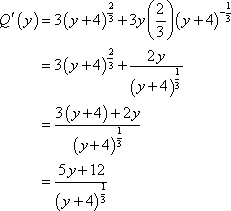 Q′(y) = 3(y+4)^(2/3) + 3y(2/3)(y+4)^(-1/3)
= 3(y+4)^(2/3) + 2y/(y+4)^(1/3)
= (3(y+4)+2y)/(y+4)^(1/3)
= (5y+12)/(y+4)^(1/3)